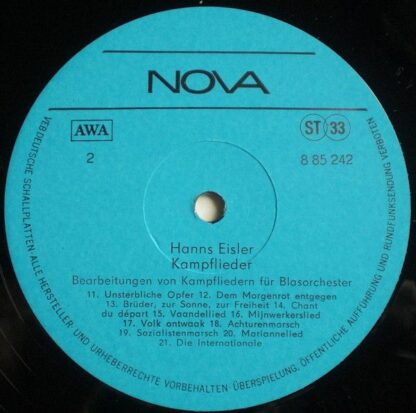 NOVA
AWA
ST 33
2
8 85 242
Hanns Eisler
Kampflieder
Bearbeitungen von Kampfliedern für Blasorchester
11. Unsterbliche Opfer 12. Dem Morgenrot entgegen
13. Brüder, zur Sonne, zur Freiheit 14. Chant
du départ 15. Vaandellied 16. Mijnwerkerslied
17. Volk ontwaak 18. Achturenmarsch
19. Sozialistenmarsch 20. Mariannelied
21. Die Internationale
VEB DEUTSCHE SCHALLPLATTEN · ALLE HERSTELLER- UND URHEBERRECHTE VORBEHALTEN · ÜBERSPIELUNG, ÖFFENTLICHE AUFFÜHRUNG UND RUNDFUNKSENDUNG VERBOTEN